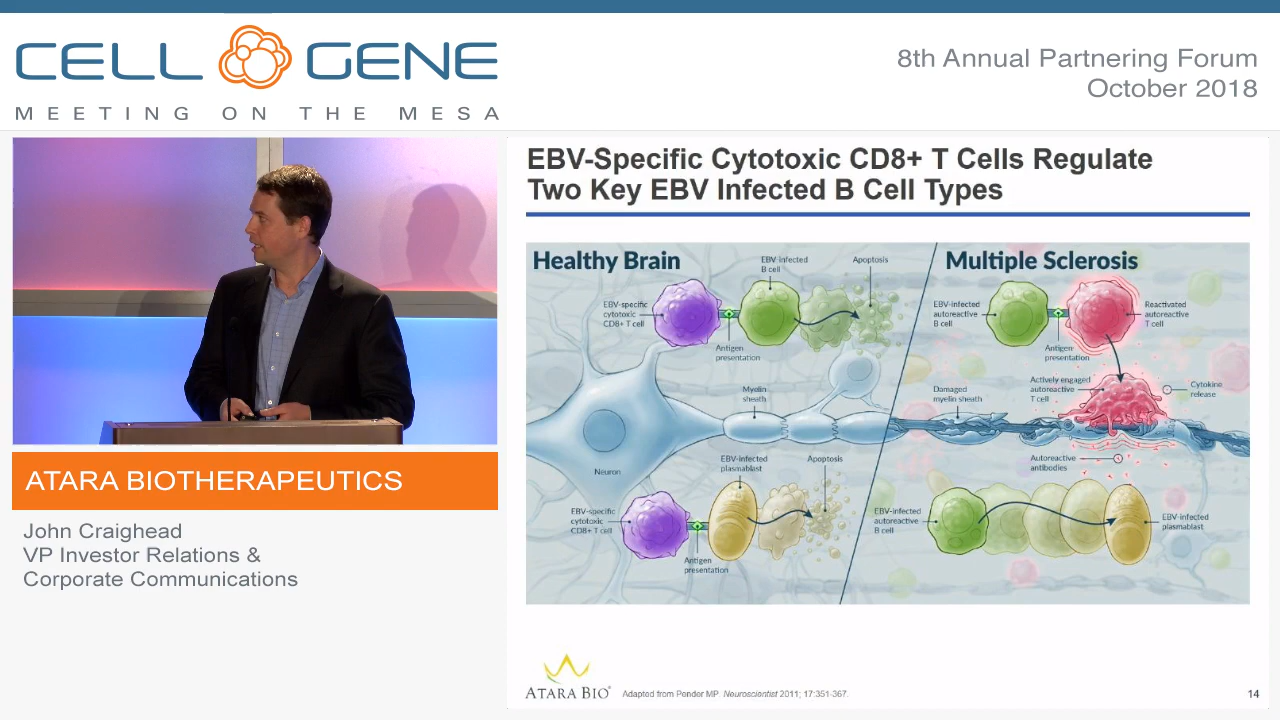 CELL GENE
MEETING ON THE MESA
8th Annual Partnering Forum
October 2018
ATARA BIOTHERAPEUTICS
John Craighead
VP Investor Relations &
Corporate Communications
EBV-Specific Cytotoxic CD8+ T Cells Regulate
Two Key EBV Infected B Cell Types
Healthy Brain
EBV-specific
cytotoxic
CD8+ T cell
EBV-infected
B cell
Apoptosis
Antigen
presentation
Myelin
sheath
Neuron
EBV-infected
plasmablast
Apoptosis
EBV-specific
cytotoxic
CD8+ T cell
Antigen
presentation
Multiple Sclerosis
EBV-infected
autoreactive
B cell
Reactivated
autoreactive
T cell
Antigen
presentation
Damaged
myelin sheath
Actively engaged
autoreactive
T cell
Cytokine
release
Autoreactive
antibodies
EBV-infected
autoreactive
B cell
EBV-infected
plasmablast
ATARA BIO®
Adapted from Pender MP Neuroscientist 2011; 17:351-367.
14